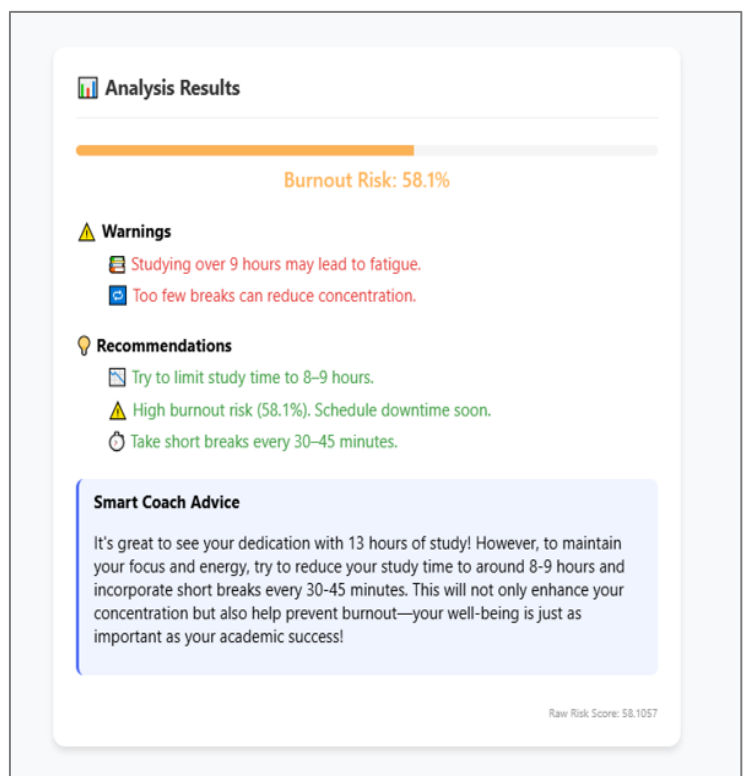 Analysis Results
Burnout Risk: 58.1%
Warnings
Studying over 9 hours may lead to fatigue.
Too few breaks can reduce concentration.
Recommendations
Try to limit study time to 8–9 hours.
High burnout risk (58.1%). Schedule downtime soon.
Take short breaks every 30–45 minutes.
Smart Coach Advice
It's great to see your dedication with 13 hours of study! However, to maintain
your focus and energy, try to reduce your study time to around 8-9 hours and
incorporate short breaks every 30-45 minutes. This will not only enhance your
concentration but also help prevent burnout—your well-being is just as
important as your academic success!
Raw Risk Score: 58.1057